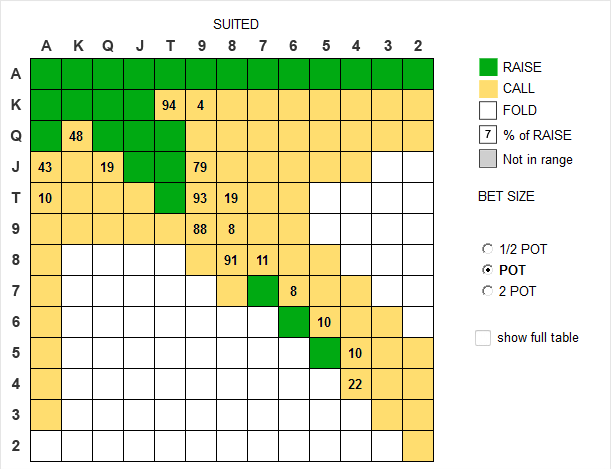 SUITED
A K Q J T 9 8 7 6 5 4 3 2
A
K 94 4
Q 48
J 43 19 79
T 10 93 19
9 88 8
8 91 11
7 8
6 10
5 10
4 22
3
2
RAISE
CALL
FOLD
7 % of RAISE
Not in range
BET SIZE
1/2 POT
POT
2 POT
show full table